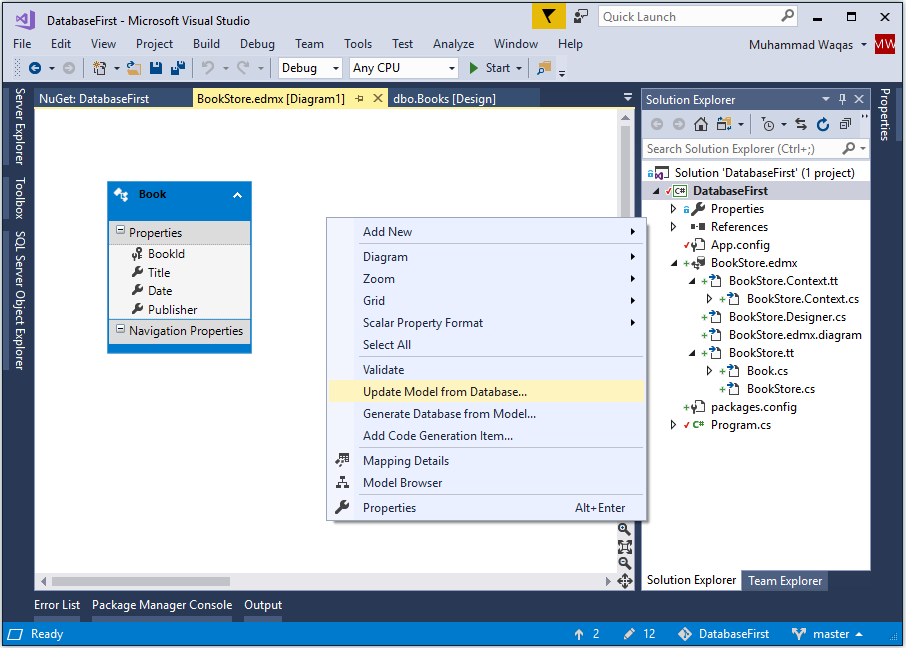 DatabaseFirst - Microsoft Visual Studio
Quick Launch
File Edit View Project Build Debug Team Tools Test Analyze Window Help
Muhammad Waqas MW
Debug Any CPU Start
Server Explorer
Toolbox
SQL Server Object Explorer
NuGet: DatabaseFirst BookStore.edmx [Diagram1] dbo.Books [Design]
Book
Properties
BookId
Title
Date
Publisher
Navigation Properties
Add New
Diagram
Zoom
Grid
Scalar Property Format
Select All
Validate
Update Model from Database...
Generate Database from Model...
Add Code Generation Item...
Mapping Details
Model Browser
Properties Alt+Enter
Solution Explorer
Search Solution Explorer (Ctrl+;)
Solution 'DatabaseFirst' (1 project)
C# DatabaseFirst
Properties
References
App.config
BookStore.edmx
BookStore.Context.tt
BookStore.Context.cs
BookStore.Designer.cs
BookStore.edmx.diagram
BookStore.tt
Book.cs
BookStore.cs
packages.config
C# Program.cs
Solution Explorer Team Explorer
Properties
Error List Package Manager Console Output
Ready 2 12 DatabaseFirst master